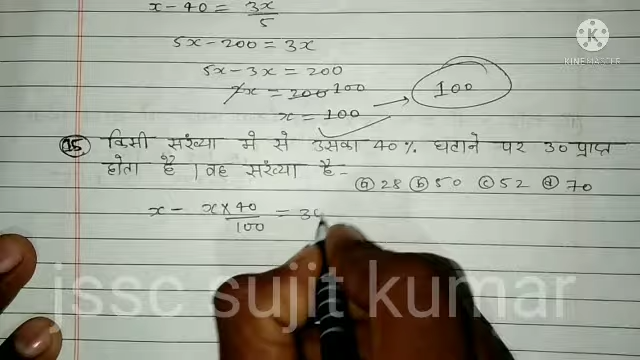 x - 40 = 3x/5
5x - 200 = 3x
5x - 3x = 200
2x = 200 100
x = 100 → 100
15 किसी संख्या मे से उसका 40% घटाने पर 30 प्राप्त
होता है । वह संख्या है -
a 28 b 50 c 52 d 70
x - x × 40/100 = 30
jssc sujit kumar
KINEMASTER